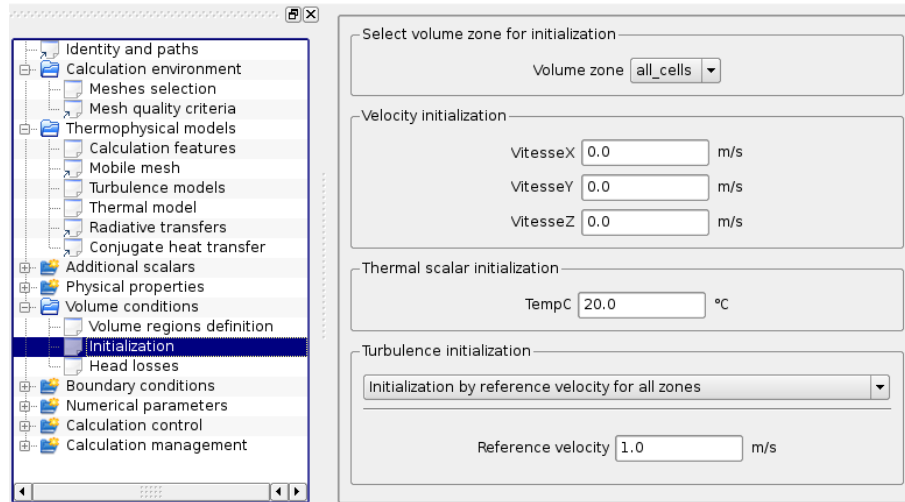 Identity and paths
Calculation environment
Meshes selection
Mesh quality criteria
Thermophysical models
Calculation features
Mobile mesh
Turbulence models
Thermal model
Radiative transfers
Conjugate heat transfer
Additional scalars
Physical properties
Volume conditions
Volume regions definition
Initialization
Head losses
Boundary conditions
Numerical parameters
Calculation control
Calculation management
Select volume zone for initialization
Volume zone all_cells
Velocity initialization
VitesseX 0.0 m/s
VitesseY 0.0 m/s
VitesseZ 0.0 m/s
Thermal scalar initialization
TempC 20.0 °C
Turbulence initialization
Initialization by reference velocity for all zones
Reference velocity 1.0 m/s